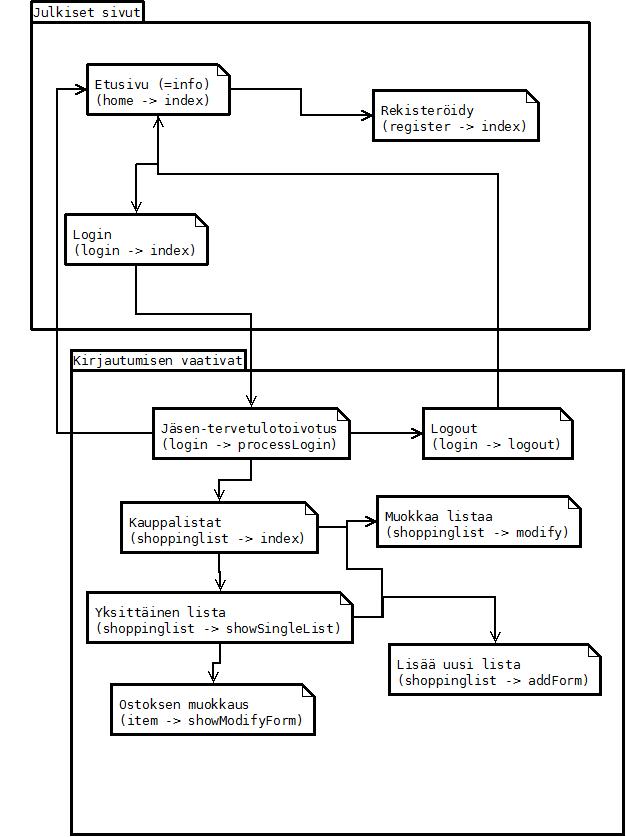 Julkiset sivut
Etusivu (=info)
(home -> index)
Rekisteröidy
(register -> index)
Login
(login -> index)
Kirjautumisen vaativat
Jäsen-tervetulotoivotus
(login -> processLogin)
Logout
(login -> logout)
Kauppalistat
(shoppinglist -> index)
Muokkaa listaa
(shoppinglist -> modify)
Yksittäinen lista
(shoppinglist -> showSingleList)
Lisää uusi lista
(shoppinglist -> addForm)
Ostoksen muokkaus
(item -> showModifyForm)